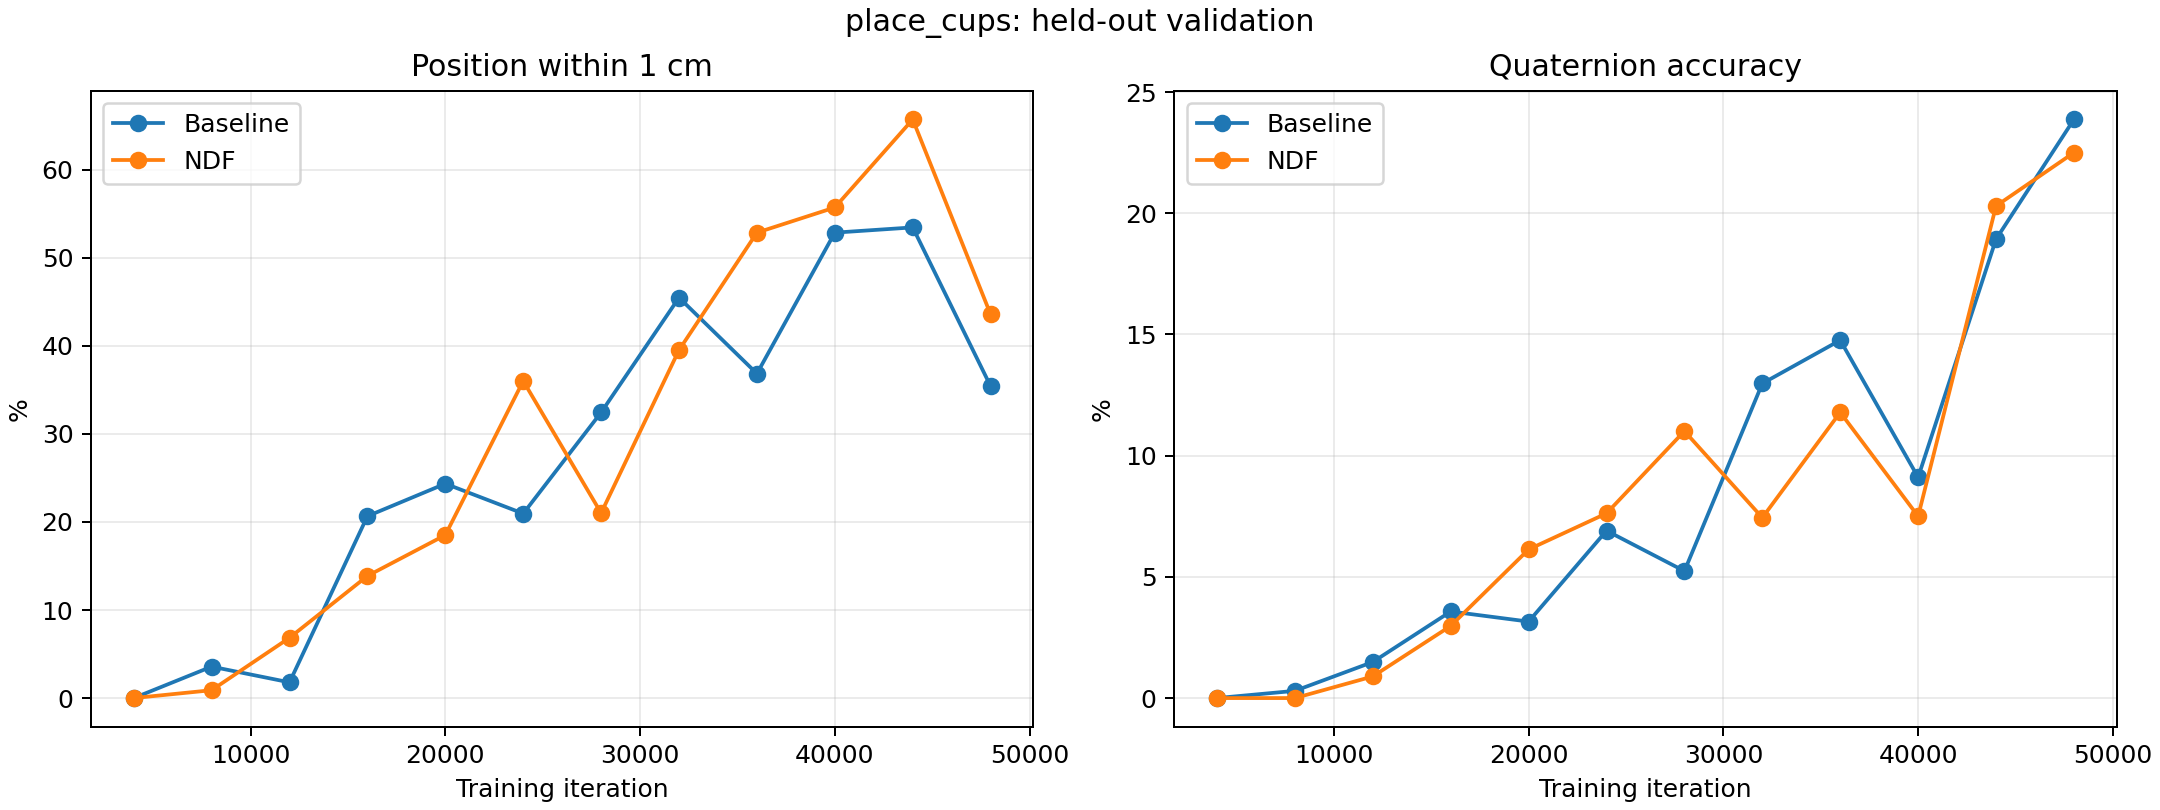 place_cups: held-out validation
Position within 1 cm
Baseline
NDF
60
50
40
30
20
10
0
%
10000 20000 30000 40000 50000
Training iteration
Quaternion accuracy
Baseline
NDF
25
20
15
10
5
0
%
10000 20000 30000 40000 50000
Training iteration